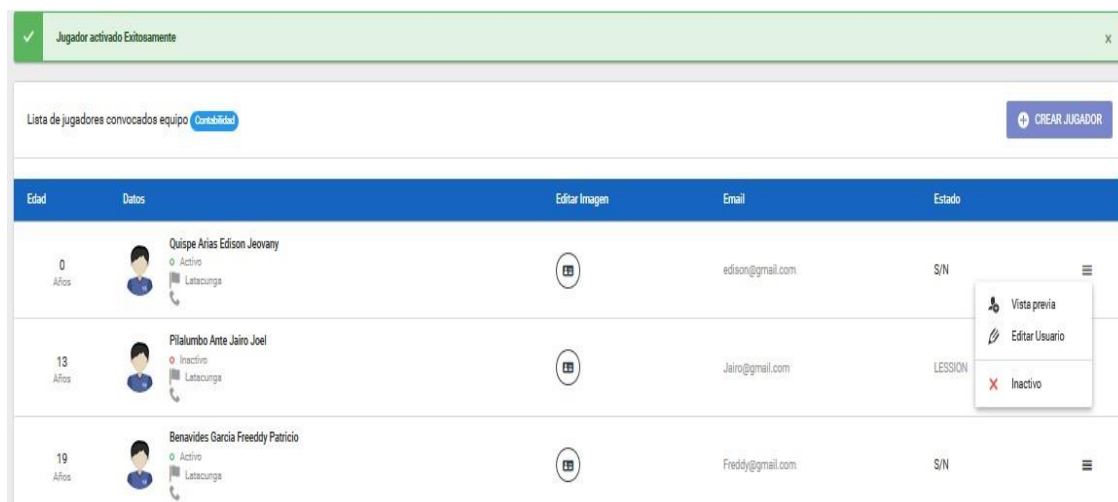 Jugador activado Exitosamente x
Lista de jugadores convocados equipo Contabilidad
CREAR JUGADOR
Edad Datos Editar Imagen Email Estado
Quispe Arias Edison Jeovany
0 Años
Activo
Latacunga
edison@gmail.com
S/N
Vista previa
Editar Usuario
Inactivo
Pilalumbo Ante Jairo Joel
13 Años
Inactivo
Latacunga
Jairo@gmail.com
LESSION
Benavides Garcia Freeddy Patricio
19 Años
Activo
Latacunga
Freddy@gmail.com
S/N